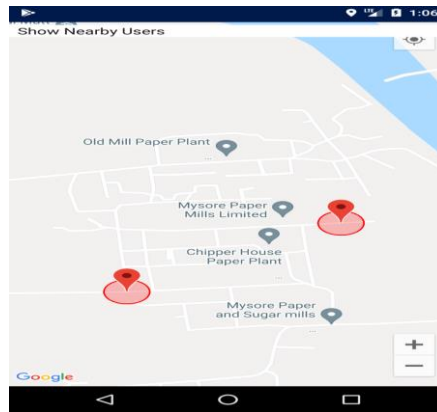 LTE
1:06
Show Nearby Users
Old Mill Paper Plant
Mysore Paper
Mills Limited
Chipper House
Paper Plant
Mysore Paper
and Sugar mills
Google